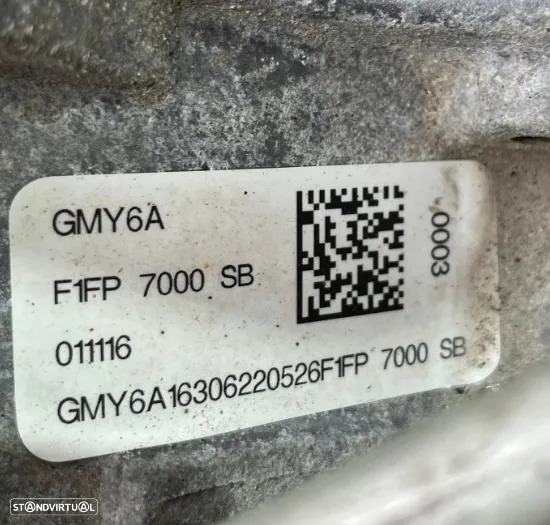 GMY6A
F1FP 7000 SB
011116
GMY6A16306220526F1FP 7000 SB
0003
STANDVIRTUAL